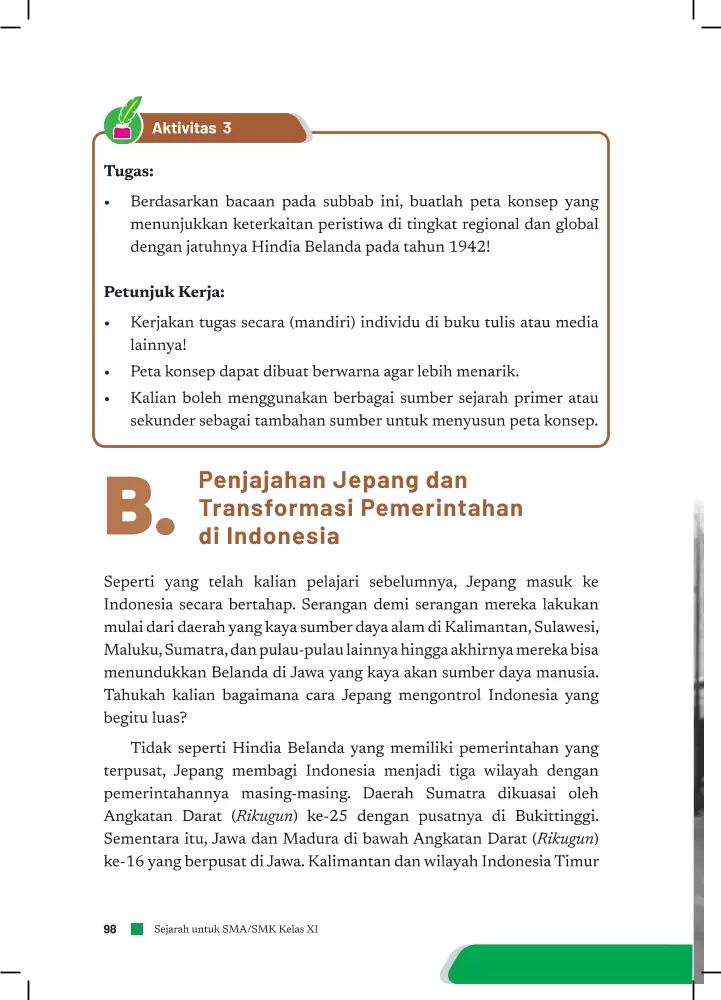 Aktivitas 3
Tugas:
• Berdasarkan bacaan pada subbab ini, buatlah peta konsep yang
menunjukkan keterkaitan peristiwa di tingkat regional dan global
dengan jatuhnya Hindia Belanda pada tahun 1942!
Petunjuk Kerja:
• Kerjakan tugas secara (mandiri) individu di buku tulis atau media
lainnya!
• Peta konsep dapat dibuat berwarna agar lebih menarik.
• Kalian boleh menggunakan berbagai sumber sejarah primer atau
sekunder sebagai tambahan sumber untuk menyusun peta konsep.
B.
Penjajahan Jepang dan
Transformasi Pemerintahan
di Indonesia
Seperti yang telah kalian pelajari sebelumnya, Jepang masuk ke
Indonesia secara bertahap. Serangan demi serangan mereka lakukan
mulai dari daerah yang kaya sumber daya alam di Kalimantan, Sulawesi,
Maluku, Sumatra, dan pulau-pulau lainnya hingga akhirnya mereka bisa
menundukkan Belanda di Jawa yang kaya akan sumber daya manusia.
Tahukah kalian bagaimana cara Jepang mengontrol Indonesia yang
begitu luas?
Tidak seperti Hindia Belanda yang memiliki pemerintahan yang
terpusat, Jepang membagi Indonesia menjadi tiga wilayah dengan
pemerintahannya masing-masing. Daerah Sumatra dikuasai oleh
Angkatan Darat (Rikugun) ke-25 dengan pusatnya di Bukittinggi.
Sementara itu, Jawa dan Madura di bawah Angkatan Darat (Rikugun)
ke-16 yang berpusat di Jawa. Kalimantan dan wilayah Indonesia Timur
98 Sejarah untuk SMA/SMK Kelas XI